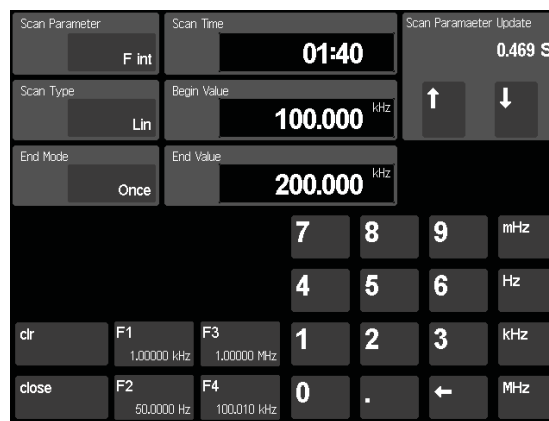 Scan Parameter
F int
Scan Time
01:40
Scan Paramaeter Update
0.469 S
Scan Type
Lin
Begin Value
100.000 kHz
↑ ↓
End Mode
Once
End Value
200.000 kHz
7 8 9 mHz
4 5 6 Hz
clr
F1
1.00000 kHz
F3
1.00000 MHz
1 2 3 kHz
close
F2
50.0000 Hz
F4
100.010 kHz
0 . ← MHz